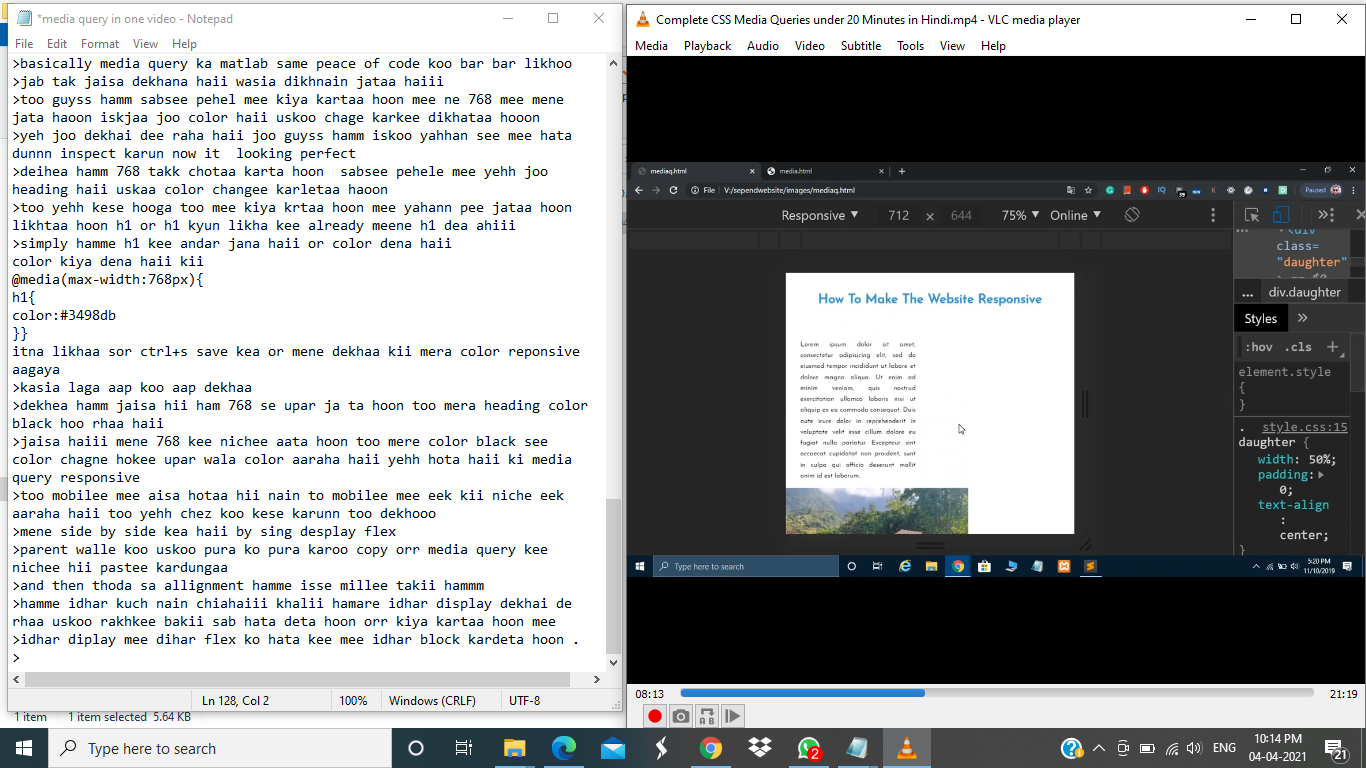 *media query in one video - Notepad
File Edit Format View Help
>basically media query ka matlab same peace of code koo bar bar likhoo
>jab tak jaisa dekhana haii wasia dikhnain jataa haiii
>too guyss hamm sabsee pehel mee kiya kartaa hoon mee ne 768 mee mene
jata haoon iskjaa joo color haii uskoo chage karkee dikhataa hooon
>yeh joo dekhai dee raha haii joo guyss hamm iskoo yahhan see mee hata
dunnn inspect karun now it  looking perfect
>deihea hamm 768 takk chotaa karta hoon  sabsee pehele mee yehh joo
heading haii uskaa color changee karletaa haoon
>too yehh kese hooga too mee kiya krtaa hoon mee yahann pee jataa hoon
likhtaa hoon h1 or h1 kyun likha kee already meene h1 dea ahiii
>simply hamme h1 kee andar jana haii or color dena haii
color kiya dena haii kii
@media(max-width:768px){
h1{
color:#3498db
}}
itna likhaa sor ctrl+s save kea or mene dekhaa kii mera color reponsive
aagaya
>kasia laga aap koo aap dekhaa
>dekhea hamm jaisa hii ham 768 se upar ja ta hoon too mera heading color
black hoo rhaa haii
>jaisa haiii mene 768 kee nichee aata hoon too mere color black see
color chagne hokee upar wala color aaraha haii yehh hota haii ki media
query responsive
>too mobilee mee aisa hotaa hii nain to mobilee mee eek kii niche eek
aaraha haii too yehh chez koo kese karunn too dekhooo
>mene side by side kea haii by sing desplay flex
>parent walle koo uskoo pura ko pura karoo copy orr media query kee
nichee hii pastee kardungaa
>and then thoda sa allignment hamme isse millee takii hammm
>hamme idhar kuch nain chiahaiii khalii hamare idhar display dekhai de
rhaa uskoo rakhkee bakii sab hata deta hoon orr kiya kartaa hoon mee
>idhar diplay mee dihar flex ko hata kee mee idhar block kardeta hoon .
>
Ln 128, Col 2 100% Windows (CRLF) UTF-8
1 item 1 item selected 5.64 KB
Complete CSS Media Queries under 20 Minutes in Hindi.mp4 - VLC media player
Media Playback Audio Video Subtitle Tools View Help
mediaq.html media.html
File V:/sependwebsite/images/mediaq.html Paused
Responsive 712 × 644 75% Online
How To Make The Website Responsive
Lorem ipsum dolor sit amet,
consectetur adipisicing elit, sed do
eiusmod tempor incididunt ut labore et
dolore magna aliqua. Ut enim ad
minim veniam, quis nostrud
exercitation ullamco laboris nisi ut
aliquip ex ea commodo consequat. Duis
aute irure dolor in reprehenderit in
voluptate velit esse cillum dolore eu
fugiat nulla pariatur. Excepteur sint
occaecat cupidatat non proident, sunt
in culpa qui officia deserunt mollit
anim id est laborum.
<div
class=
"daughter"
... div.daughter
Styles
:hov .cls
element.style
{
}
style.css:15
.
daughter {
width: 50%;
padding:
0;
text-align
:
center;
}
Type here to search
5:20 PM
11/10/2019
08:13 21:19
Type here to search
2
ENG
10:14 PM
04-04-2021
21